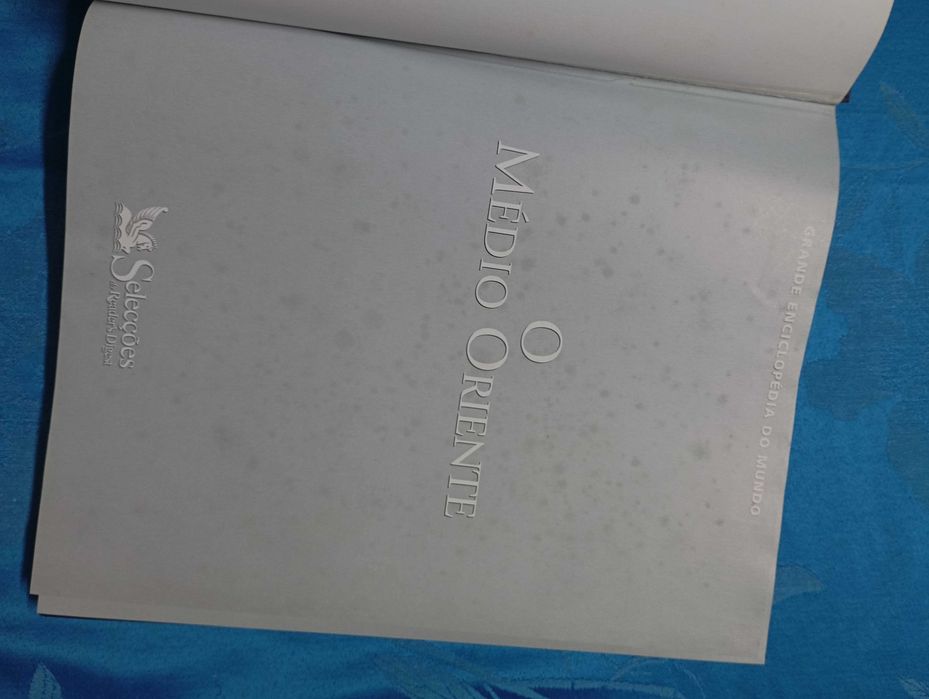 GRANDE ENCICLOPÉDIA DO MUNDO
O
MÉDIO ORIENTE
Selecções
do Reader's Digest